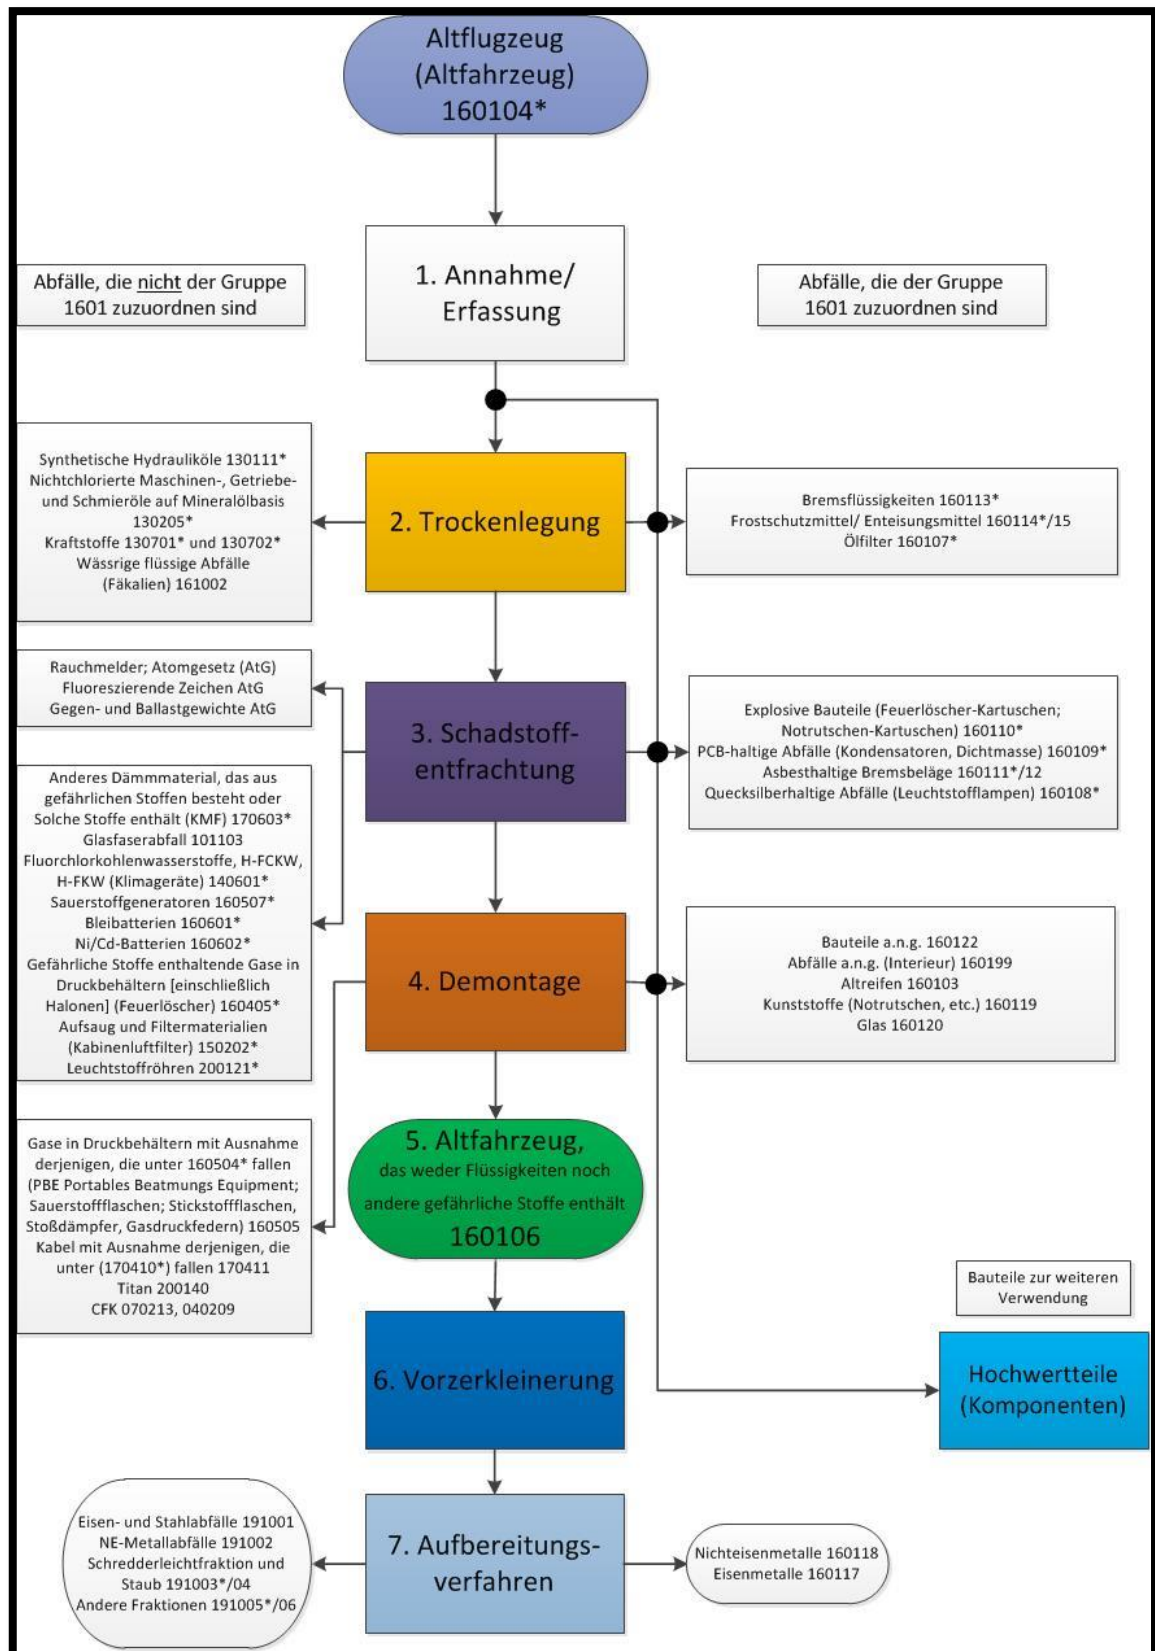 Altflugzeug
(Altfahrzeug)
160104*
1. Annahme/
Erfassung
Abfälle, die nicht der Gruppe
1601 zuzuordnen sind
Abfälle, die der Gruppe
1601 zuzuordnen sind
Synthetische Hydrauliköle 130111*
Nichtchlorierte Maschinen-, Getriebe-
und Schmieröle auf Mineralölbasis
130205*
Kraftstoffe 130701* und 130702*
Wässrige flüssige Abfälle
(Fäkalien) 161002
2. Trockenlegung
Bremsflüssigkeiten 160113*
Frostschutzmittel/ Enteisungsmittel 160114*/15
Ölfilter 160107*
Rauchmelder; Atomgesetz (AtG)
Fluoreszierende Zeichen AtG
Gegen- und Ballastgewichte AtG
3. Schadstoff-
entfrachtung
Explosive Bauteile (Feuerlöscher-Kartuschen;
Notrutschen-Kartuschen) 160110*
PCB-haltige Abfälle (Kondensatoren, Dichtmasse) 160109*
Asbesthaltige Bremsbeläge 160111*/12
Quecksilberhaltige Abfälle (Leuchtstofflampen) 160108*
Anderes Dämmmaterial, das aus
gefährlichen Stoffen besteht oder
Solche Stoffe enthält (KMF) 170603*
Glasfaserabfall 101103
Fluorchlorkohlenwasserstoffe, H-FCKW,
H-FKW (Klimageräte) 140601*
Sauerstoffgeneratoren 160507*
Bleibatterien 160601*
Ni/Cd-Batterien 160602*
Gefährliche Stoffe enthaltende Gase in
Druckbehältern [einschließlich
Halonen] (Feuerlöscher) 160405*
Aufsaug und Filtermaterialien
(Kabinenluftfilter) 150202*
Leuchtstoffröhren 200121*
4. Demontage
Bauteile a.n.g. 160122
Abfälle a.n.g. (Interieur) 160199
Altreifen 160103
Kunststoffe (Notrutschen, etc.) 160119
Glas 160120
Gase in Druckbehältern mit Ausnahme
derjenigen, die unter 160504* fallen
(PBE Portables Beatmungs Equipment;
Sauerstoffflaschen; Stickstoffflaschen,
Stoßdämpfer, Gasdruckfedern) 160505
Kabel mit Ausnahme derjenigen, die
unter (170410*) fallen 170411
Titan 200140
CFK 070213, 040209
5. Altfahrzeug,
das weder Flüssigkeiten noch
andere gefährliche Stoffe enthält
160106
Bauteile zur weiteren
Verwendung
6. Vorzerkleinerung
Hochwertteile
(Komponenten)
Eisen- und Stahlabfälle 191001
NE-Metallabfälle 191002
Schredderleichtfraktion und
Staub 191003*/04
Andere Fraktionen 191005*/06
7. Aufbereitungs-
verfahren
Nichteisenmetalle 160118
Eisenmetalle 160117